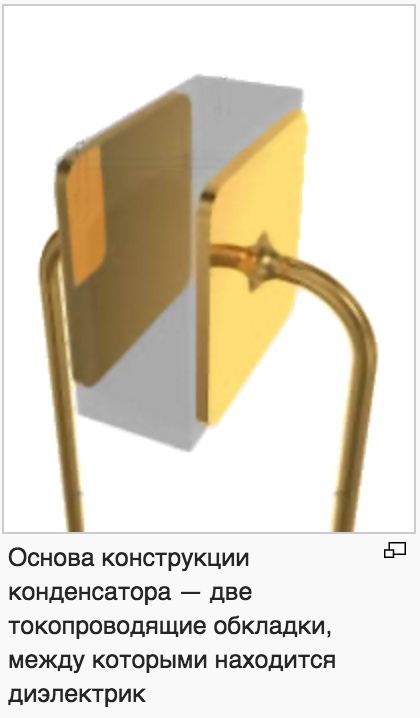 Основа конструкции
конденсатора — две
токопроводящие обкладки,
между которыми находится
диэлектрик